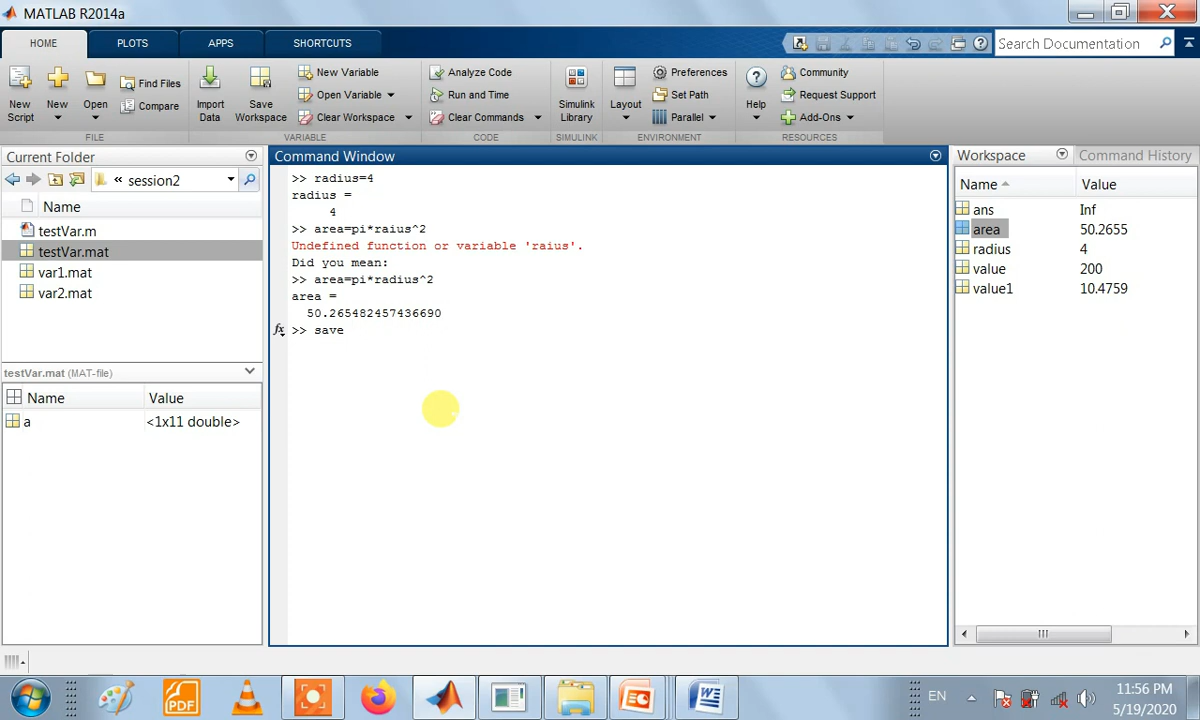 MATLAB R2014a
HOME
PLOTS
APPS
SHORTCUTS
Search Documentation
New Script
New
Open
Find Files
Compare
FILE
Import Data
Save Workspace
New Variable
Open Variable
Clear Workspace
VARIABLE
Analyze Code
Run and Time
Clear Commands
CODE
Simulink Library
SIMULINK
Layout
Preferences
Set Path
Parallel
ENVIRONMENT
Help
Community
Request Support
Add-Ons
RESOURCES
Current Folder
« session2
Name
testVar.m
testVar.mat
var1.mat
var2.mat
testVar.mat (MAT-file)
Name Value
a <1x11 double>
Command Window
>> radius=4
radius =
4
>> area=pi*raius^2
Undefined function or variable 'raius'.
Did you mean:
>> area=pi*radius^2
area =
50.265482457436690
fx >> save
Workspace
Command History
Name Value
ans Inf
area 50.2655
radius 4
value 200
value1 10.4759
PDF
EN
11:56 PM
5/19/2020